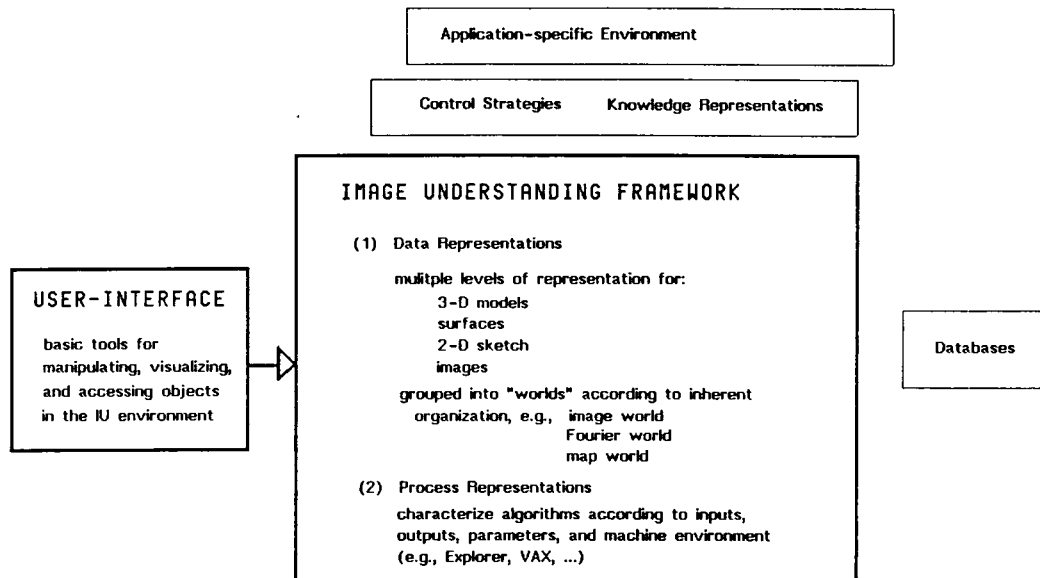 Application-specific Environment
Control Strategies Knowledge Representations
IMAGE UNDERSTANDING FRAMEWORK
(1) Data Representations
mulitple levels of representation for:
3-D models
surfaces
2-D sketch
images
grouped into "worlds" according to inherent
organization, e.g., image world
Fourier world
map world
(2) Process Representations
characterize algorithms according to inputs,
outputs, parameters, and machine environment
(e.g., Explorer, VAX, ...)
USER-INTERFACE
basic tools for
manipulating, visualizing,
and accessing objects
in the IU environment
Databases